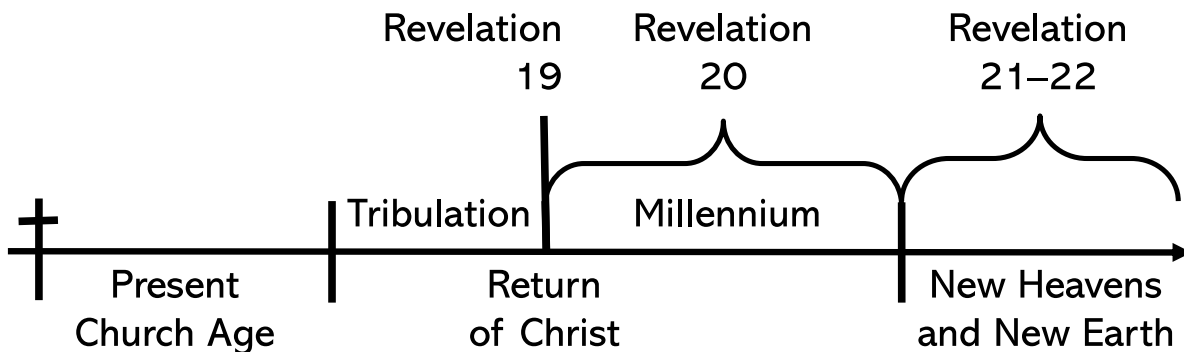 Revelation
19
Revelation
20
Revelation
21–22
Tribulation
Millennium
Present
Church Age
Return
of Christ
New Heavens
and New Earth